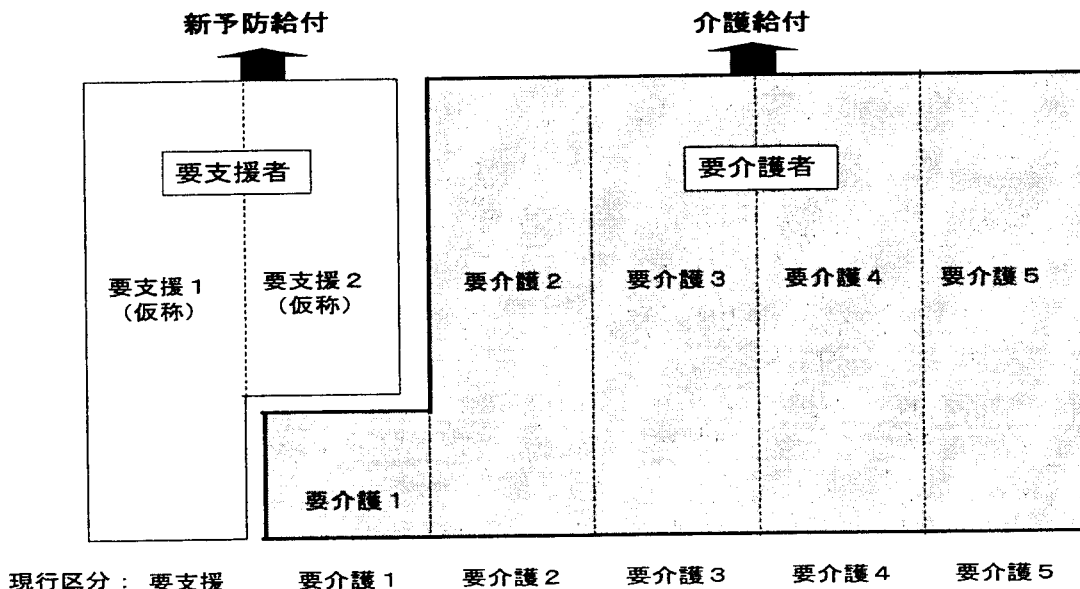 新予防給付
介護給付
要支援者
要介護者
要支援1
(仮称)
要支援2
(仮称)
要介護2
要介護3
要介護4
要介護5
要介護1
現行区分: 要支援 要介護1 要介護2 要介護3 要介護4 要介護5